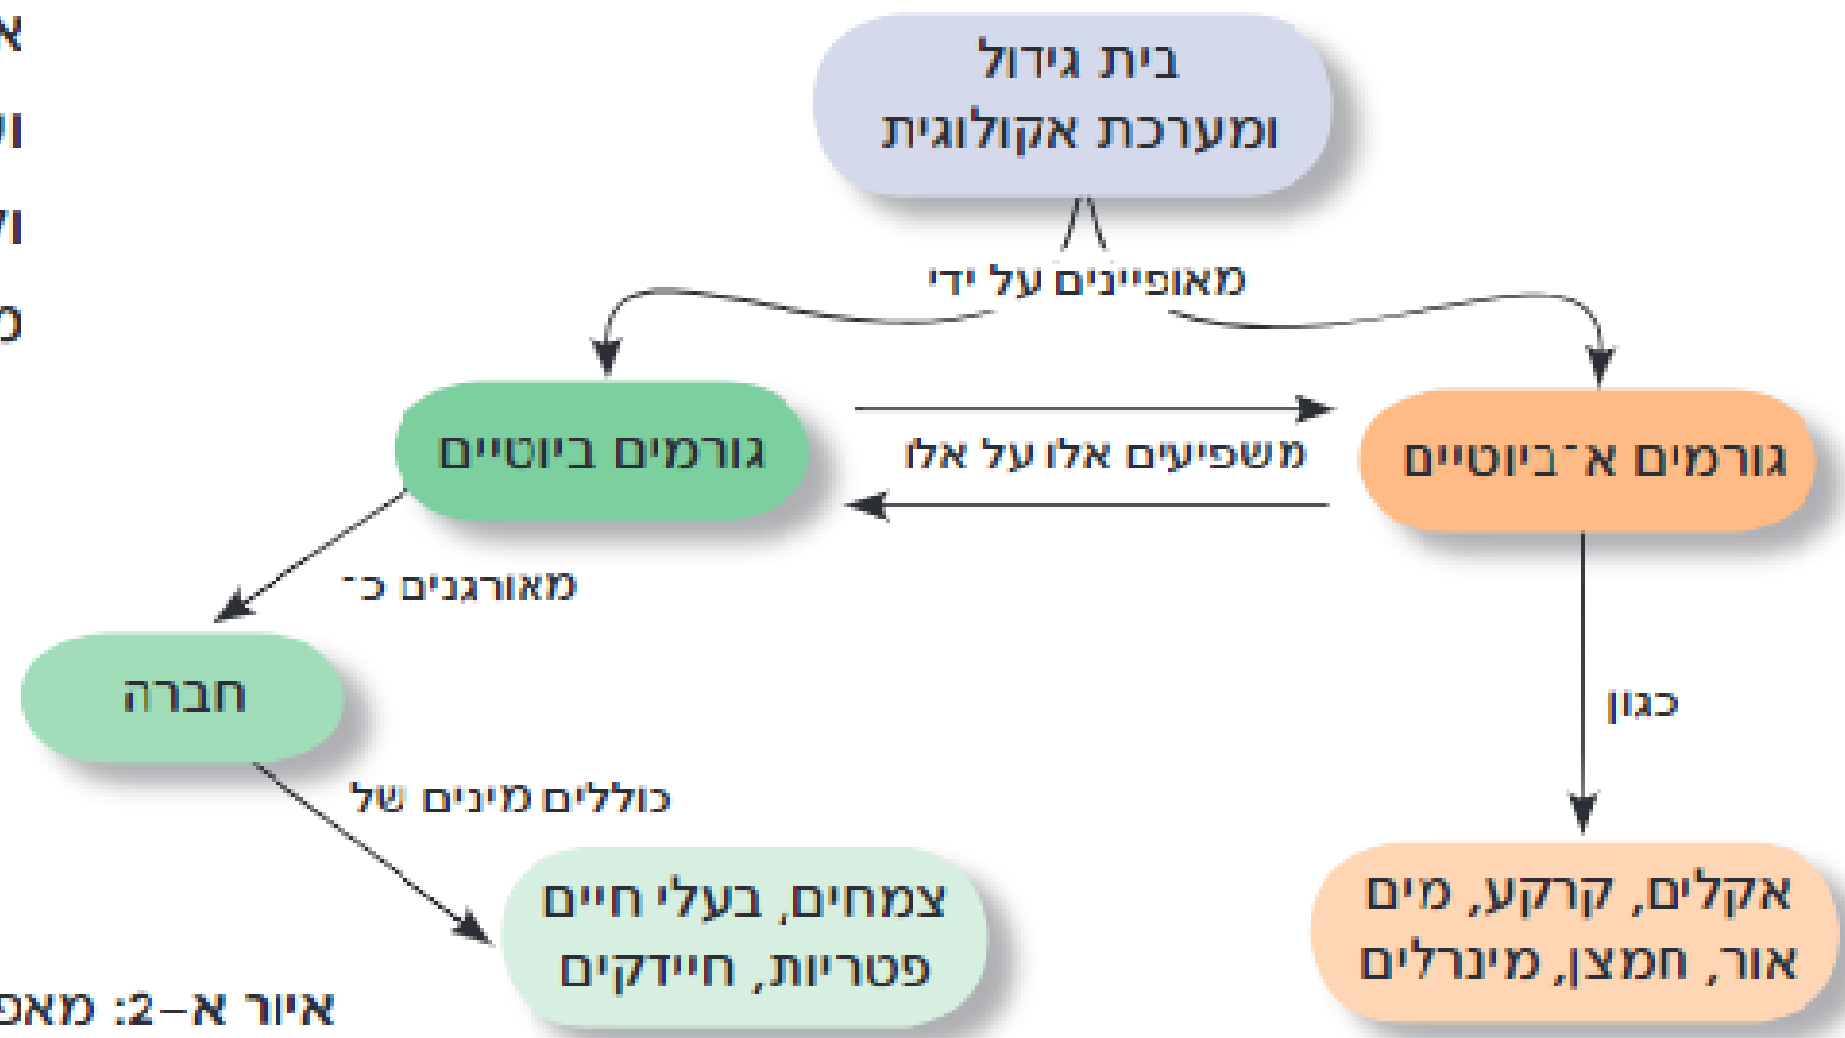 בית גידול
ומערכת אקולוגית
מאופיינים על ידי
גורמים א־ביוטיים
משפיעים אלו על אלו
גורמים ביוטיים
מאורגנים כ־
חברה
כגון
כוללים מינים של
צמחים, בעלי חיים
פטריות, חיידקים
אקלים, קרקע, מים
אור, חמצן, מינרלים
איור א–2: